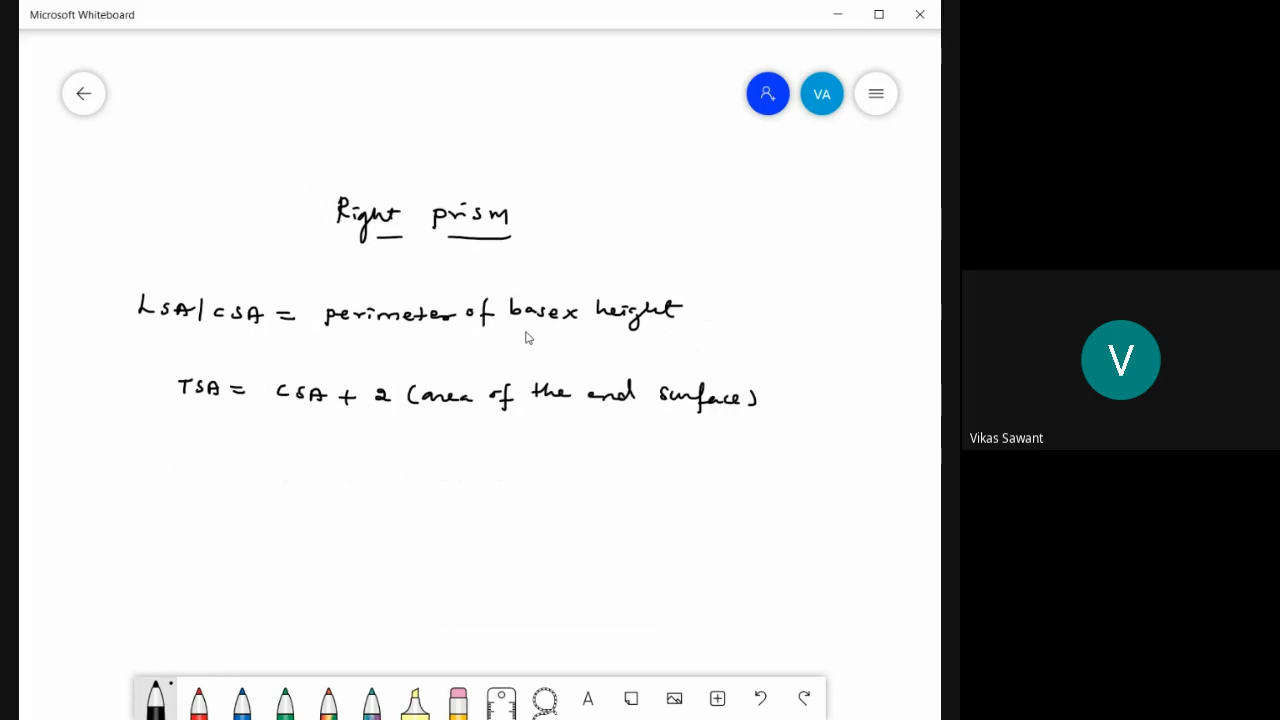 Microsoft Whiteboard
VA
Right prism
LSA/CSA = perimeter of base x height
TSA = CSA + 2 (area of the end surface)
V
Vikas Sawant
A